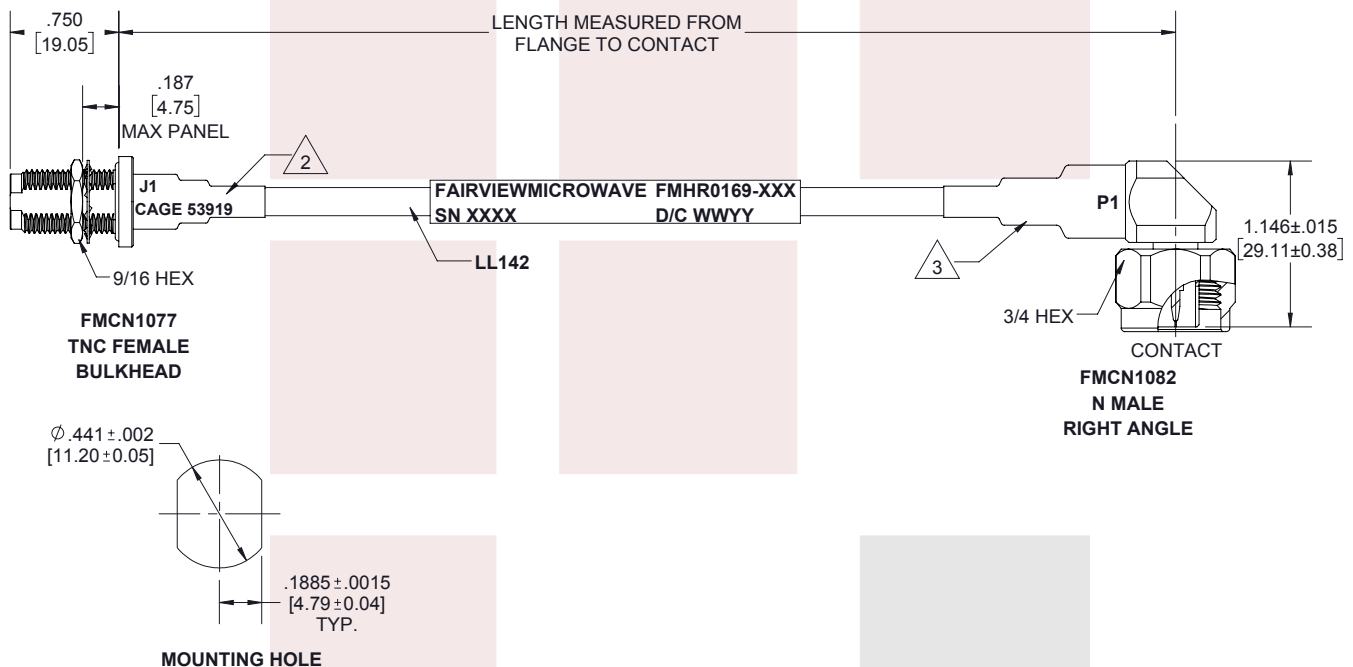 .750
[19.05]
LENGTH MEASURED FROM
FLANGE TO CONTACT
.187
[4.75]
MAX PANEL
2
J1
CAGE 53919
FAIRVIEWMICROWAVE FMHR0169-XXX
SN XXXX D/C WWYY
P1
1.146±.015
[29.11±0.38]
LL142
3
9/16 HEX
3/4 HEX
FMCN1077
TNC FEMALE
BULKHEAD
CONTACT
FMCN1082
N MALE
RIGHT ANGLE
∅.441±.002
[11.20±0.05]
.1885±.0015
[4.79±0.04]
TYP.
MOUNTING HOLE